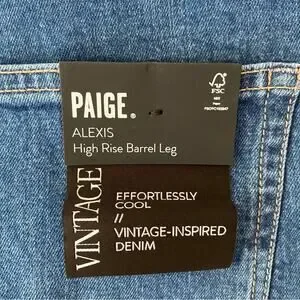 PAIGE®
ALEXIS
High Rise Barrel Leg
FSC
VINTAGE
EFFORTLESSLY
COOL
//
VINTAGE-INSPIRED
DENIM